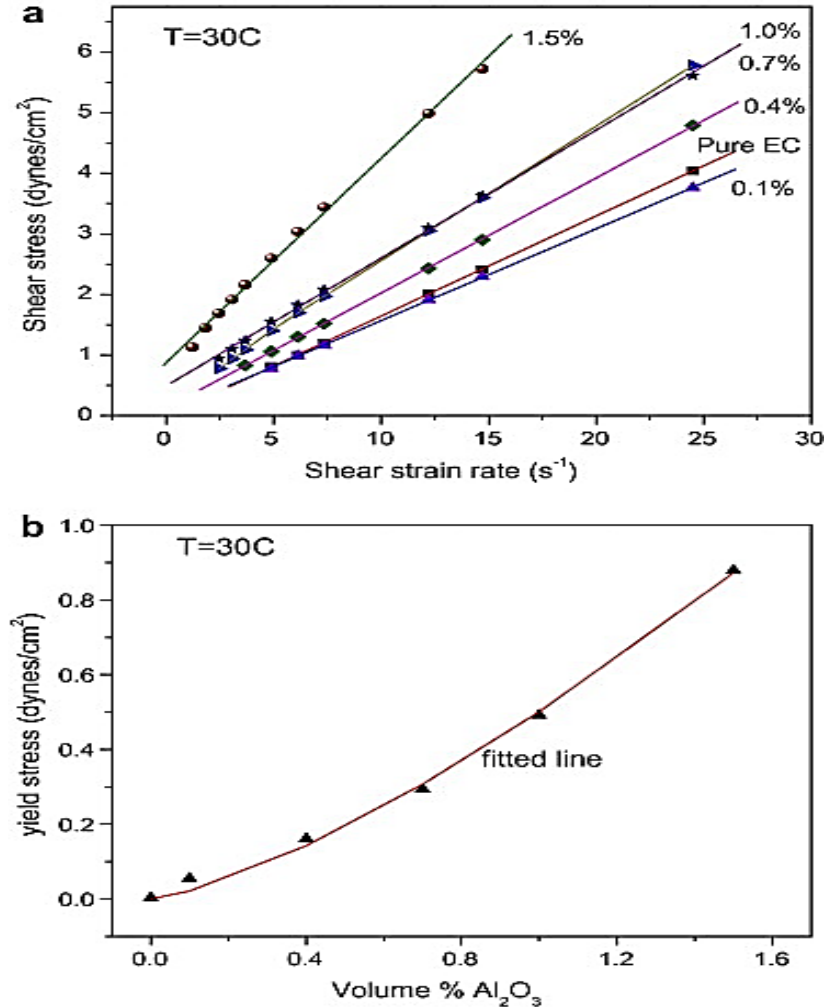 a
T=30C
1.5%
1.0%
0.7%
0.4%
Pure EC
0.1%
Shear stress (dynes/cm²)
6
5
4
3
2
1
0
0 5 10 15 20 25 30
Shear strain rate (s⁻¹)
b
T=30C
fitted line
yield stress (dynes/cm²)
1.0
0.8
0.6
0.4
0.2
0.0
0.0 0.4 0.8 1.2 1.6
Volume % Al₂O₃